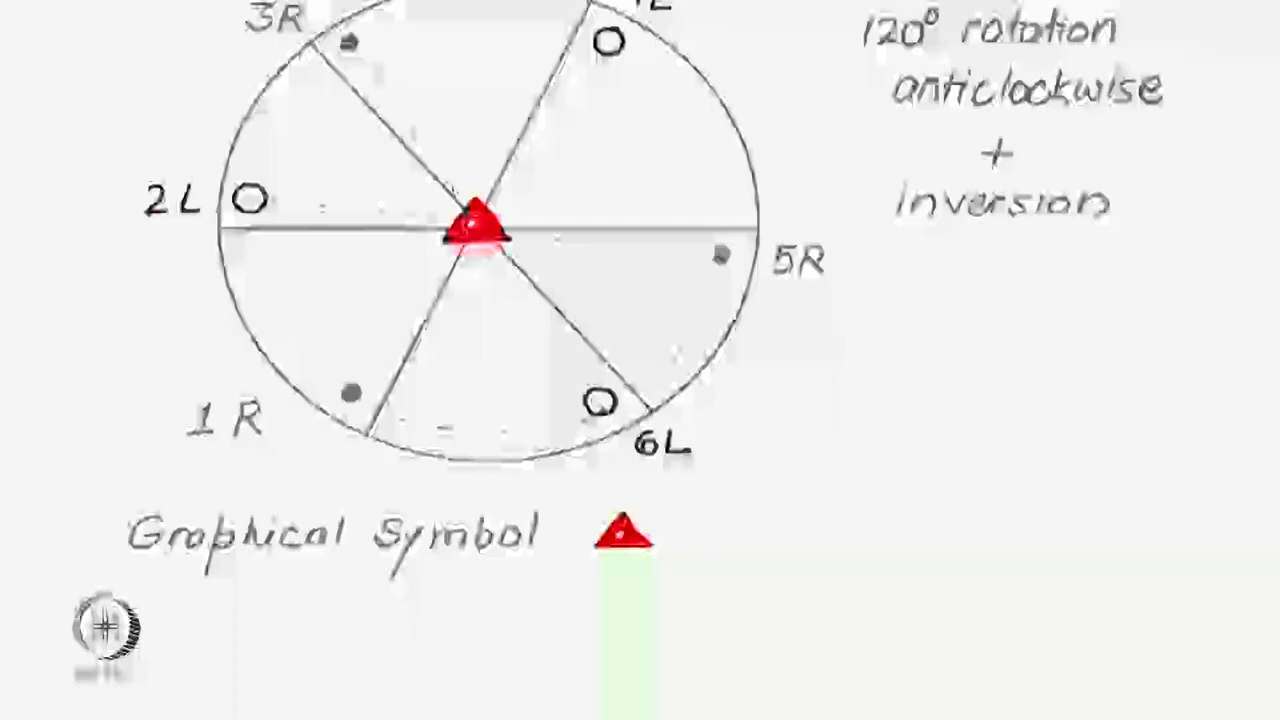 3R
120° rotation
anticlockwise
+
inversion
2L
5R
1R
6L
Graphical Symbol